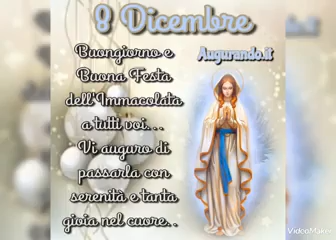 8 Dicembre
Augurando.it
Buongiorno e
Buona Festa
dell'Immacolata
a tutti voi...
Vi auguro di
passarla con
serenità e tanta
gioia nel cuore..
VideoMaker